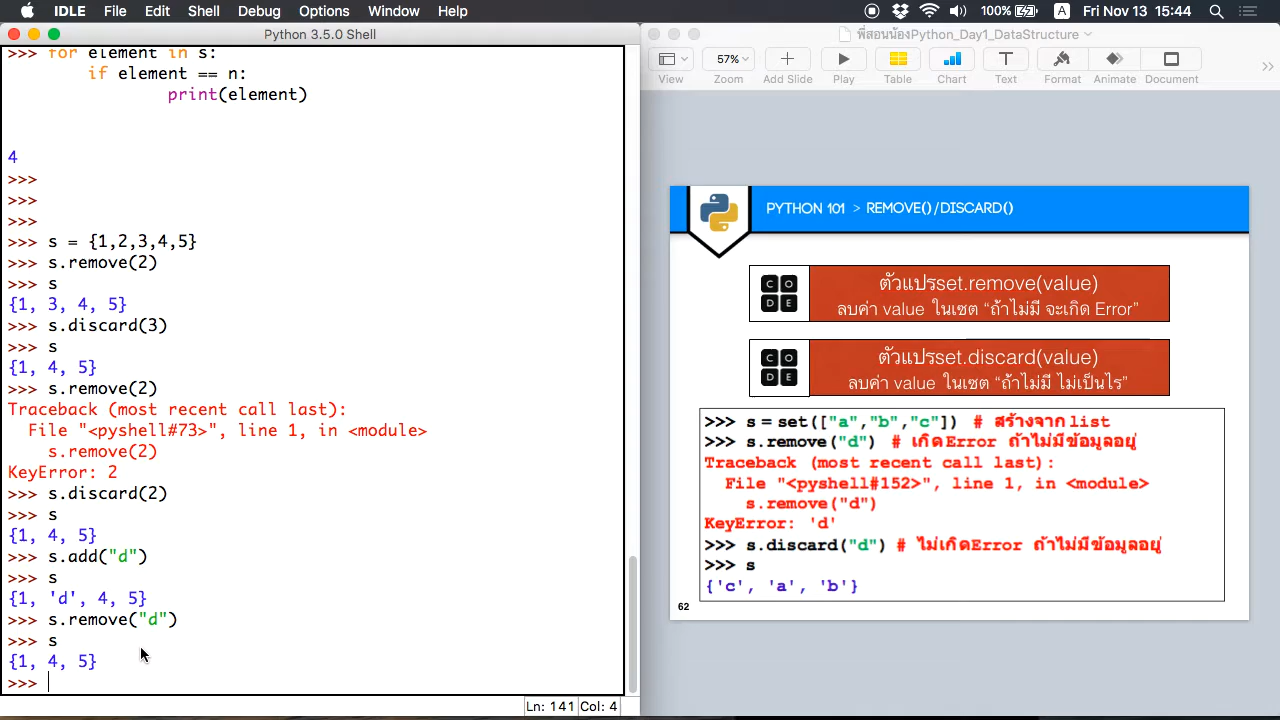 IDLE File Edit Shell Debug Options Window Help 100% A Fri Nov 13 15:44
Python 3.5.0 Shell
>>> for element in s:
if element == n:
print(element)
4
>>>
>>>
>>>
>>> s = {1,2,3,4,5}
>>> s.remove(2)
>>> s
{1, 3, 4, 5}
>>> s.discard(3)
>>> s
{1, 4, 5}
>>> s.remove(2)
Traceback (most recent call last):
File "<pyshell#73>", line 1, in <module>
s.remove(2)
KeyError: 2
>>> s.discard(2)
>>> s
{1, 4, 5}
>>> s.add("d")
>>> s
{1, 'd', 4, 5}
>>> s.remove("d")
>>> s
{1, 4, 5}
>>>
Ln: 141 Col: 4
พี่สอนน้องPython_Day1_DataStructure
57%
View Zoom Add Slide Play Table Chart Text Format Animate Document
PYTHON 101 > REMOVE()/DISCARD()
CODE
ตัวแปรset.remove(value)
ลบค่า value ในเซต “ถ้าไม่มี จะเกิด Error”
CODE
ตัวแปรset.discard(value)
ลบค่า value ในเซต “ถ้าไม่มี ไม่เป็นไร”
>>> s = set(["a","b","c"]) # สร้างจาก list
>>> s.remove("d") # เกิดError ถ้าไม่มีข้อมูลอยู่
Traceback (most recent call last):
File "<pyshell#152>", line 1, in <module>
s.remove("d")
KeyError: 'd'
>>> s.discard("d") # ไม่เกิดError ถ้าไม่มีข้อมูลอยู่
>>> s
{'c', 'a', 'b'}
62